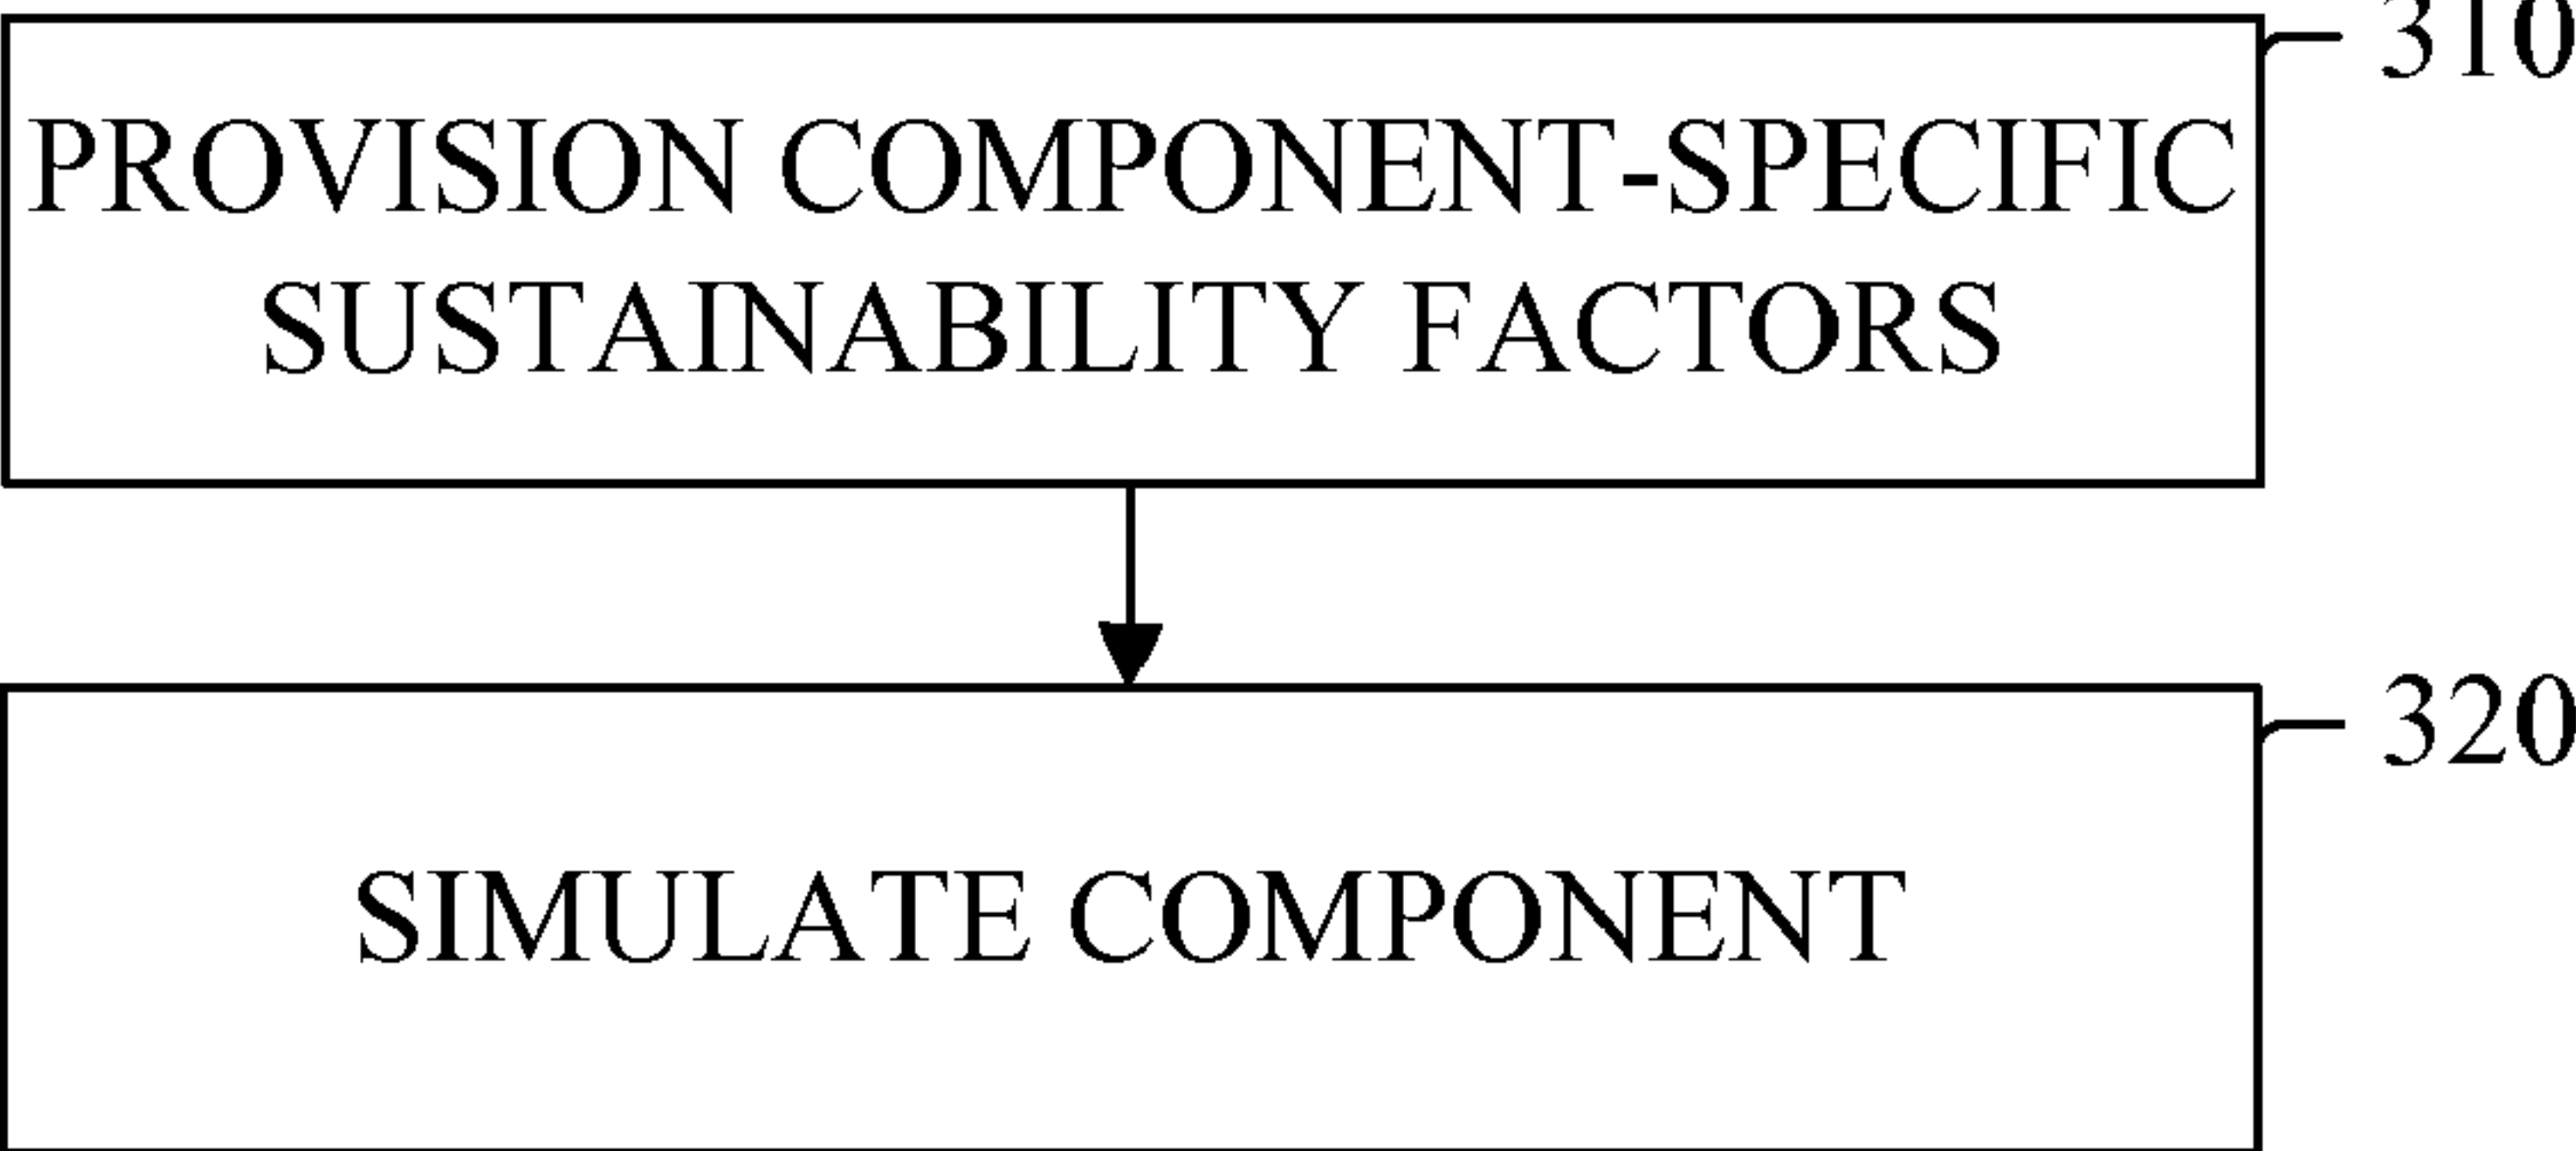 310
PROVISION COMPONENT-SPECIFIC
SUSTAINABILITY FACTORS
320
SIMULATE COMPONENT